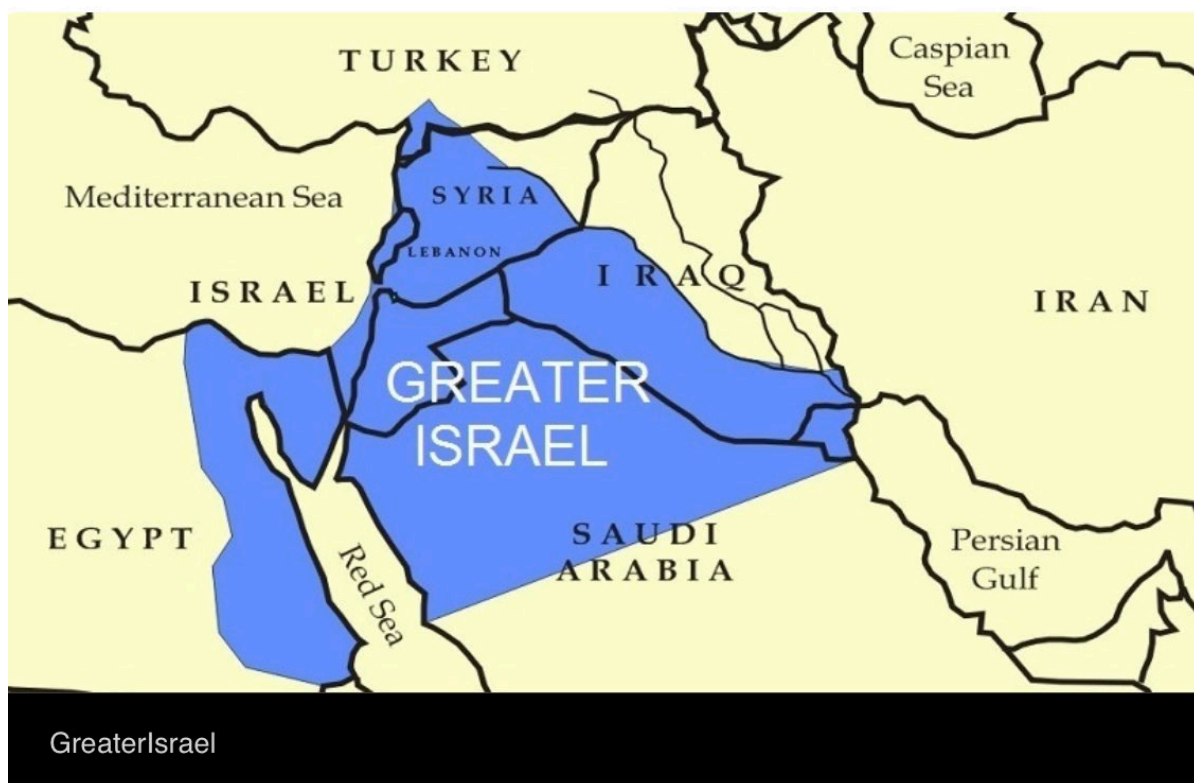 TURKEY
Caspian
Sea
Mediterranean Sea
SYRIA
LEBANON
ISRAEL
IRAQ
IRAN
GREATER
ISRAEL
EGYPT
Red Sea
SAUDI
ARABIA
Persian
Gulf
GreaterIsrael